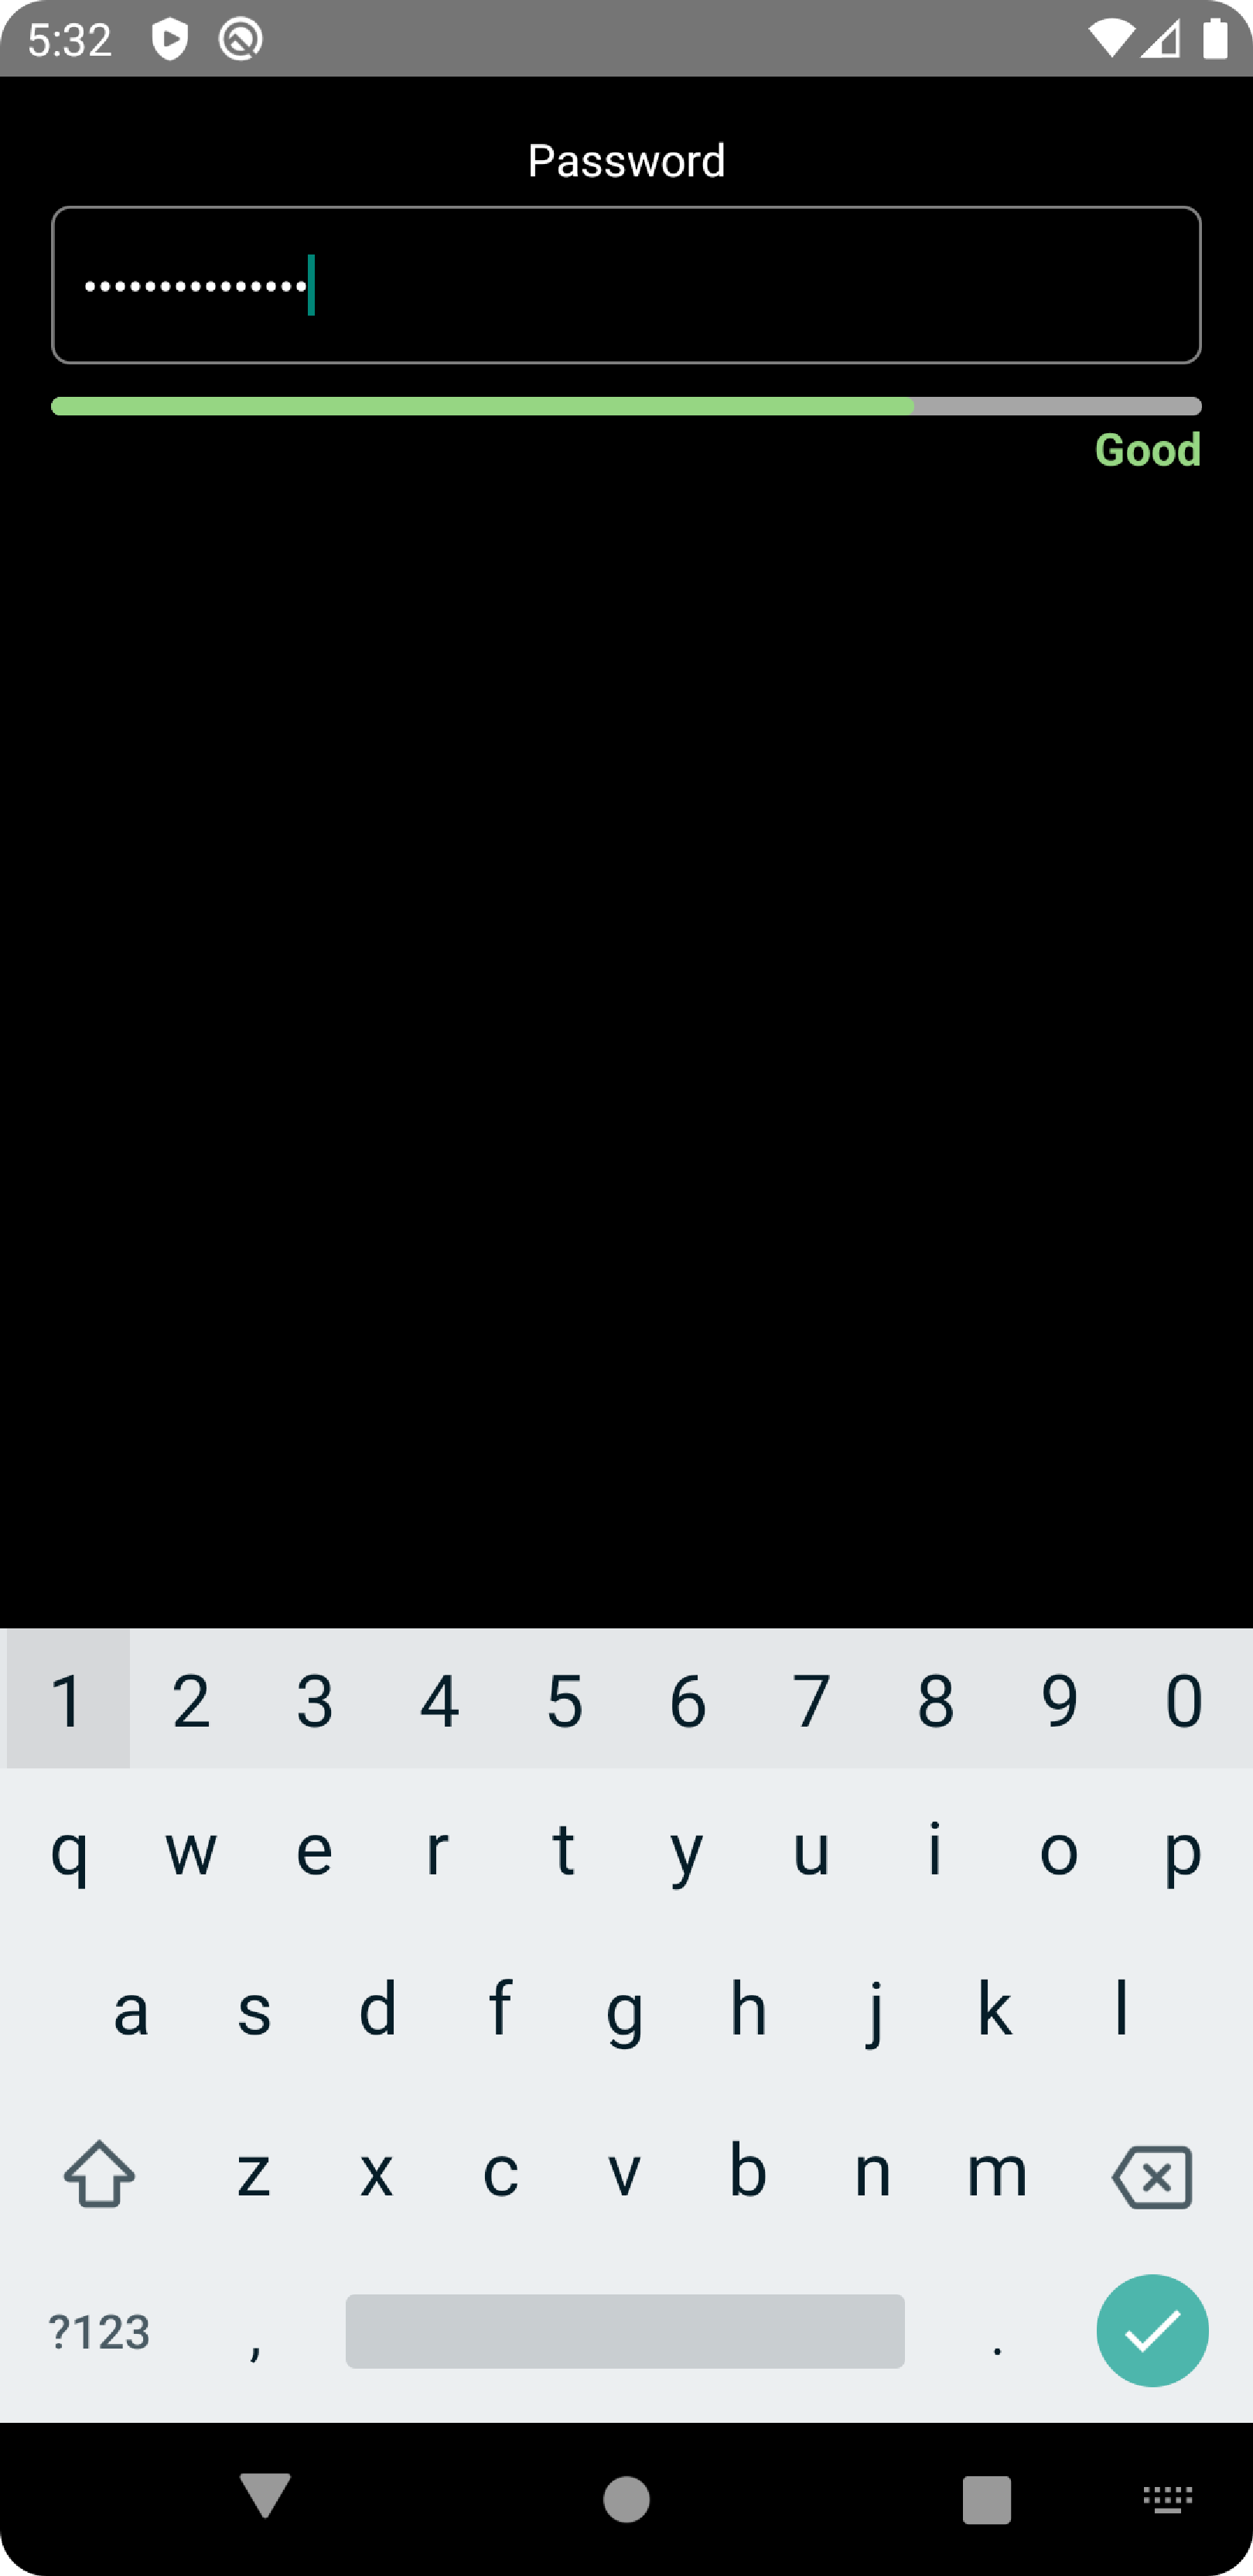 5:32
Password
•••••••••••••••
Good
1 2 3 4 5 6 7 8 9 0
q w e r t y u i o p
a s d f g h j k l
z x c v b n m
?123 , .